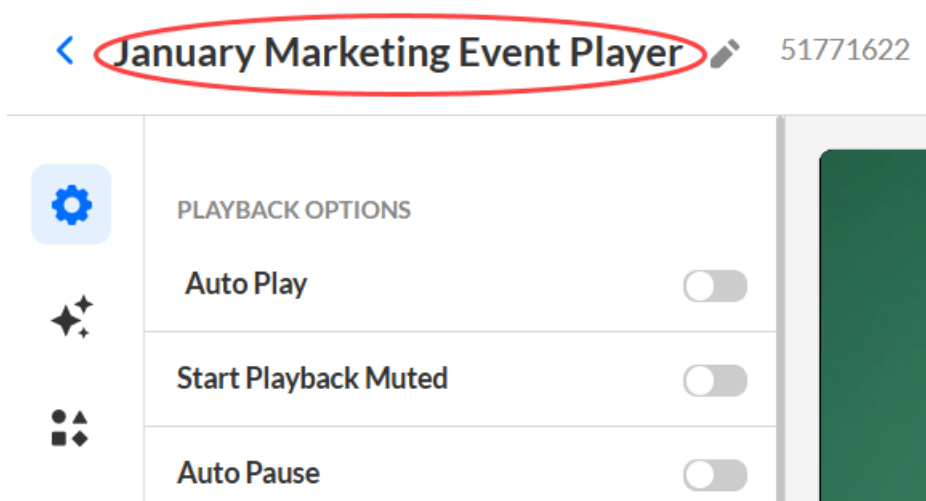 January Marketing Event Player 51771622
PLAYBACK OPTIONS
Auto Play
Start Playback Muted
Auto Pause